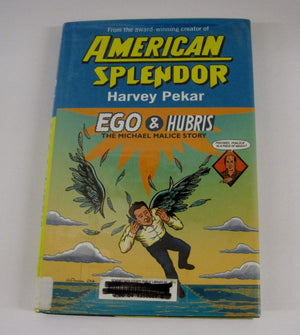 From the award-winning creator of
AMERICAN
SPLENDOR
Harvey Pekar
EGO & HUBRIS
THE MICHAEL MALICE STORY